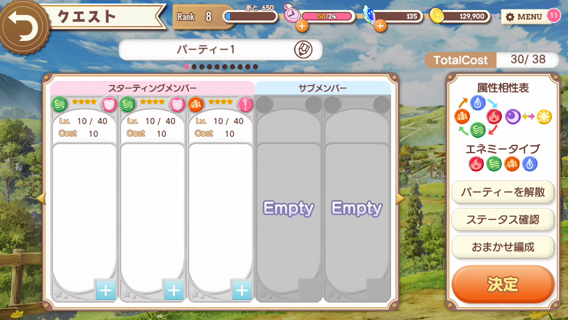 クエスト
Rank 8
あと 650
50/24
135
129,900
MENU
11
パーティー1
TotalCost 30/ 38
スターティングメンバー
サブメンバー
Lv. 10 / 40
Cost 10
Lv. 10 / 40
Cost 10
Lv. 10 / 40
Cost 10
Empty
Empty
属性相性表
エネミータイプ
パーティーを解散
ステータス確認
おまかせ編成
決定